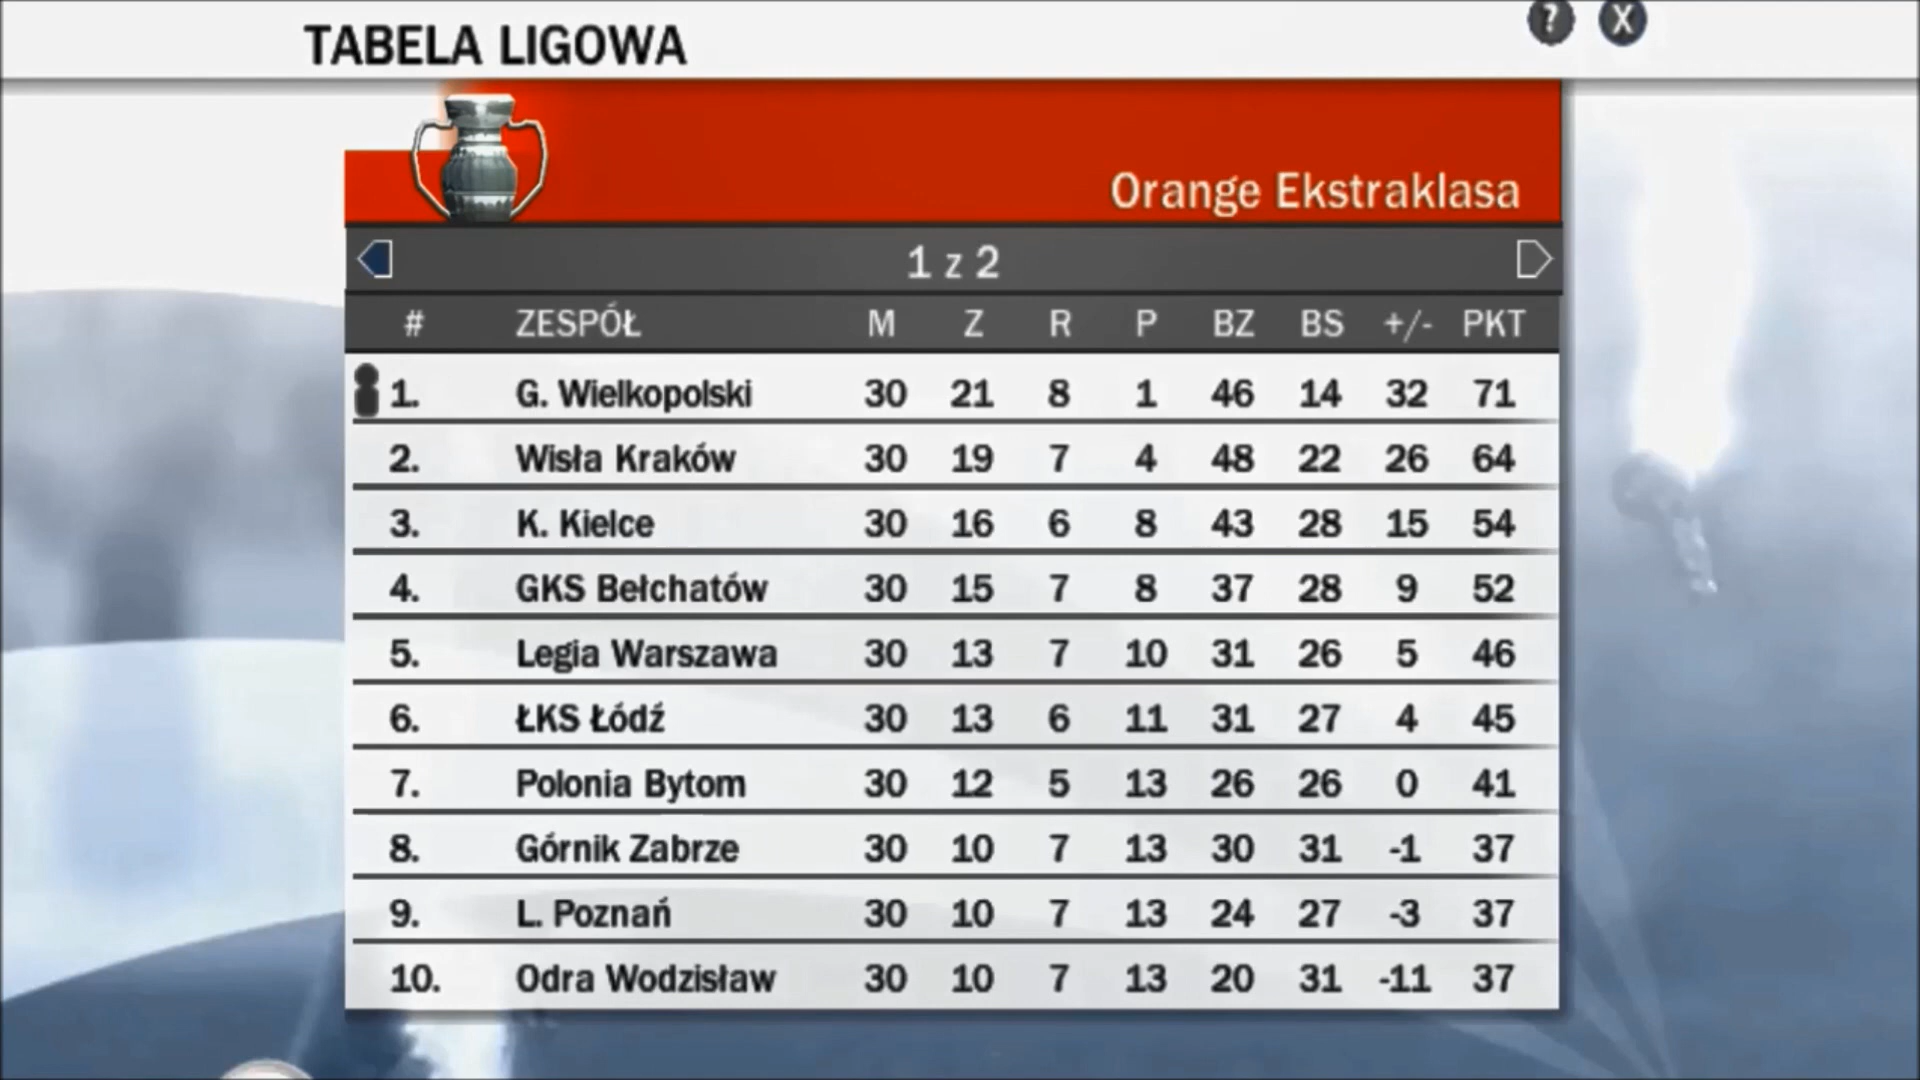 TABELA LIGOWA
? X
Orange Ekstraklasa
1 z 2
# ZESPÓŁ M Z R P BZ BS +/- PKT
1. G. Wielkopolski 30 21 8 1 46 14 32 71
2. Wisła Kraków 30 19 7 4 48 22 26 64
3. K. Kielce 30 16 6 8 43 28 15 54
4. GKS Bełchatów 30 15 7 8 37 28 9 52
5. Legia Warszawa 30 13 7 10 31 26 5 46
6. ŁKS Łódź 30 13 6 11 31 27 4 45
7. Polonia Bytom 30 12 5 13 26 26 0 41
8. Górnik Zabrze 30 10 7 13 30 31 -1 37
9. L. Poznań 30 10 7 13 24 27 -3 37
10. Odra Wodzisław 30 10 7 13 20 31 -11 37